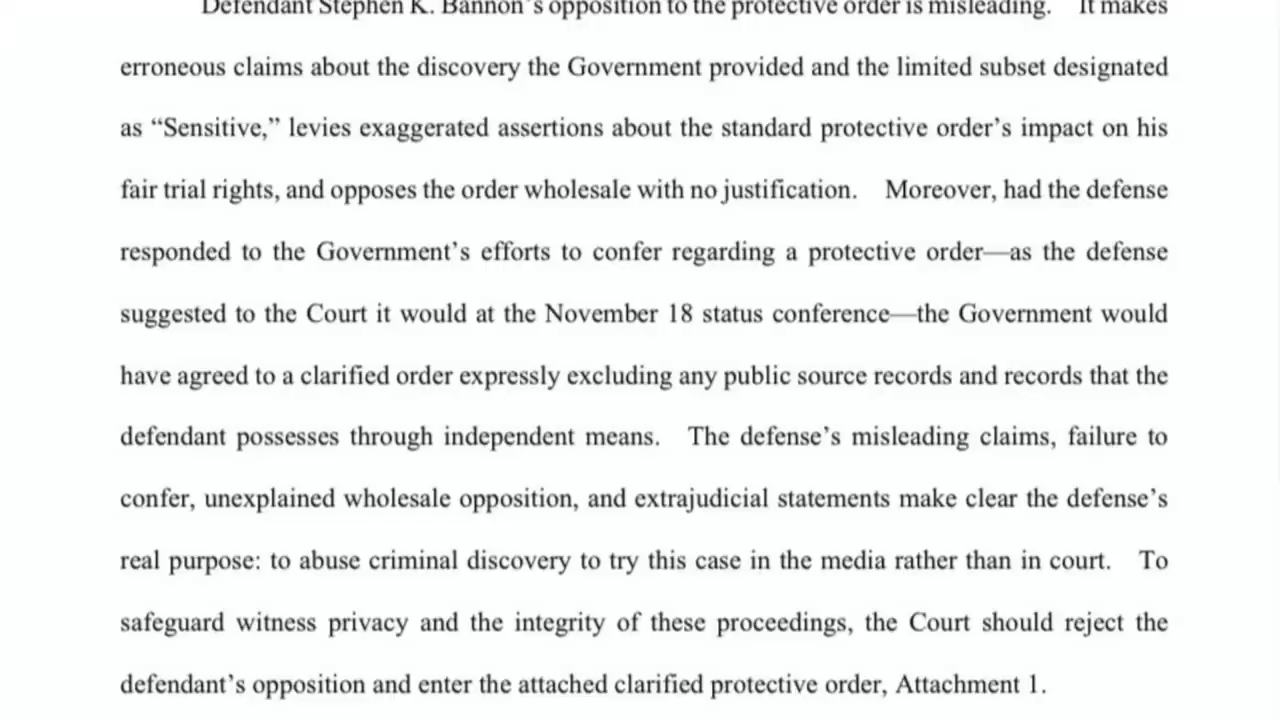 Defendant Stephen K. Bannon's opposition to the protective order is misleading. It makes
erroneous claims about the discovery the Government provided and the limited subset designated
as “Sensitive,” levies exaggerated assertions about the standard protective order’s impact on his
fair trial rights, and opposes the order wholesale with no justification. Moreover, had the defense
responded to the Government’s efforts to confer regarding a protective order—as the defense
suggested to the Court it would at the November 18 status conference—the Government would
have agreed to a clarified order expressly excluding any public source records and records that the
defendant possesses through independent means. The defense’s misleading claims, failure to
confer, unexplained wholesale opposition, and extrajudicial statements make clear the defense’s
real purpose: to abuse criminal discovery to try this case in the media rather than in court. To
safeguard witness privacy and the integrity of these proceedings, the Court should reject the
defendant’s opposition and enter the attached clarified protective order, Attachment 1.